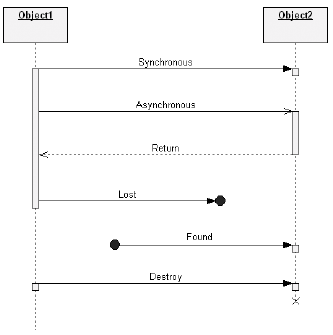 Object1
Object2
Synchronous
Asynchronous
Return
Lost
Found
Destroy